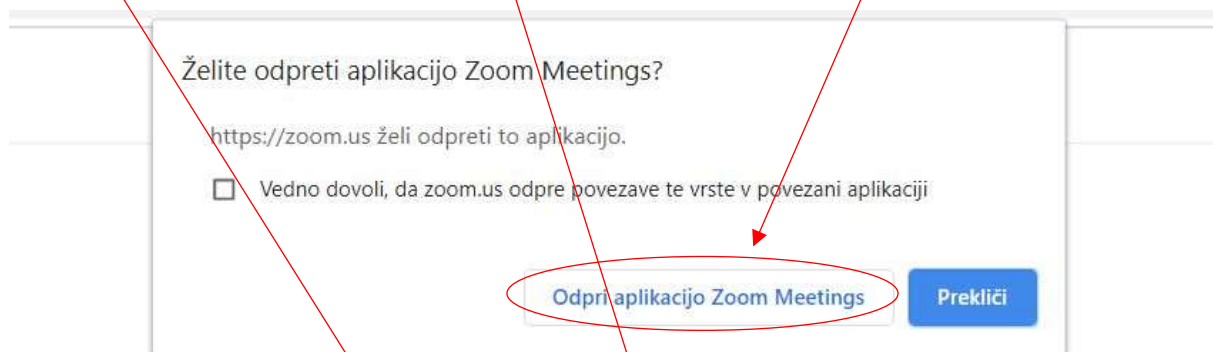 Želite odpreti aplikacijo Zoom Meetings?
https://zoom.us želi odpreti to aplikacijo.
Vedno dovoli, da zoom.us odpre povezave te vrste v povezani aplikaciji
Odpri aplikacijo Zoom Meetings
Prekliči